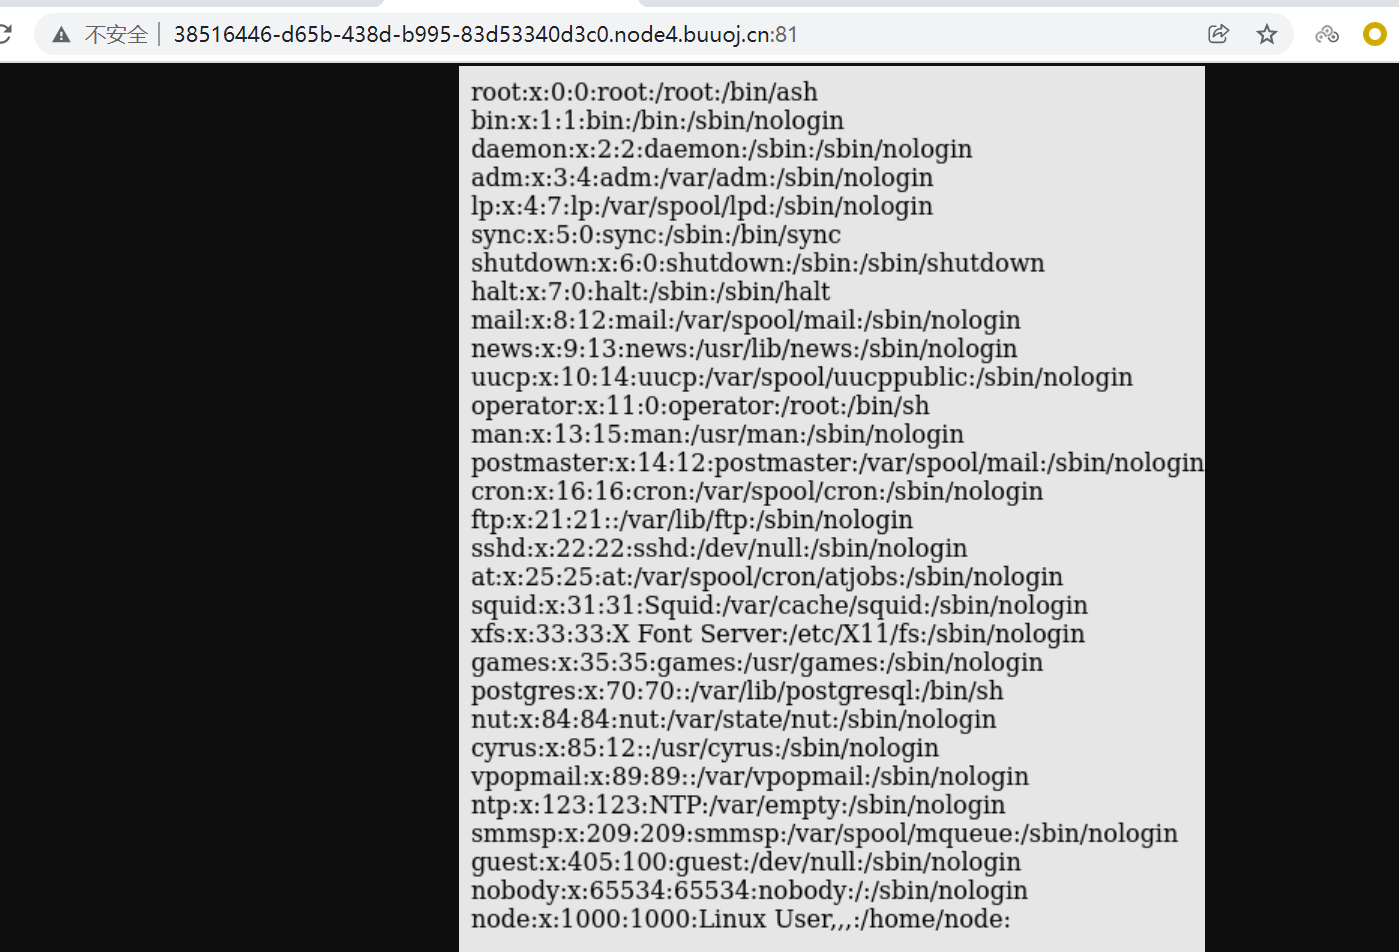 不安全 38516446-d65b-438d-b995-83d53340d3c0.node4.buuoj.cn:81
root:x:0:0:root:/root:/bin/ash
bin:x:1:1:bin:/bin:/sbin/nologin
daemon:x:2:2:daemon:/sbin:/sbin/nologin
adm:x:3:4:adm:/var/adm:/sbin/nologin
lp:x:4:7:lp:/var/spool/lpd:/sbin/nologin
sync:x:5:0:sync:/sbin:/bin/sync
shutdown:x:6:0:shutdown:/sbin:/sbin/shutdown
halt:x:7:0:halt:/sbin:/sbin/halt
mail:x:8:12:mail:/var/spool/mail:/sbin/nologin
news:x:9:13:news:/usr/lib/news:/sbin/nologin
uucp:x:10:14:uucp:/var/spool/uucppublic:/sbin/nologin
operator:x:11:0:operator:/root:/bin/sh
man:x:13:15:man:/usr/man:/sbin/nologin
postmaster:x:14:12:postmaster:/var/spool/mail:/sbin/nologin
cron:x:16:16:cron:/var/spool/cron:/sbin/nologin
ftp:x:21:21::/var/lib/ftp:/sbin/nologin
sshd:x:22:22:sshd:/dev/null:/sbin/nologin
at:x:25:25:at:/var/spool/cron/atjobs:/sbin/nologin
squid:x:31:31:Squid:/var/cache/squid:/sbin/nologin
xfs:x:33:33:X Font Server:/etc/X11/fs:/sbin/nologin
games:x:35:35:games:/usr/games:/sbin/nologin
postgres:x:70:70::/var/lib/postgresql:/bin/sh
nut:x:84:84:nut:/var/state/nut:/sbin/nologin
cyrus:x:85:12::/usr/cyrus:/sbin/nologin
vpopmail:x:89:89::/var/vpopmail:/sbin/nologin
ntp:x:123:123:NTP:/var/empty:/sbin/nologin
smmsp:x:209:209:smmsp:/var/spool/mqueue:/sbin/nologin
guest:x:405:100:guest:/dev/null:/sbin/nologin
nobody:x:65534:65534:nobody:/:/sbin/nologin
node:x:1000:1000:Linux User,,,:/home/node: